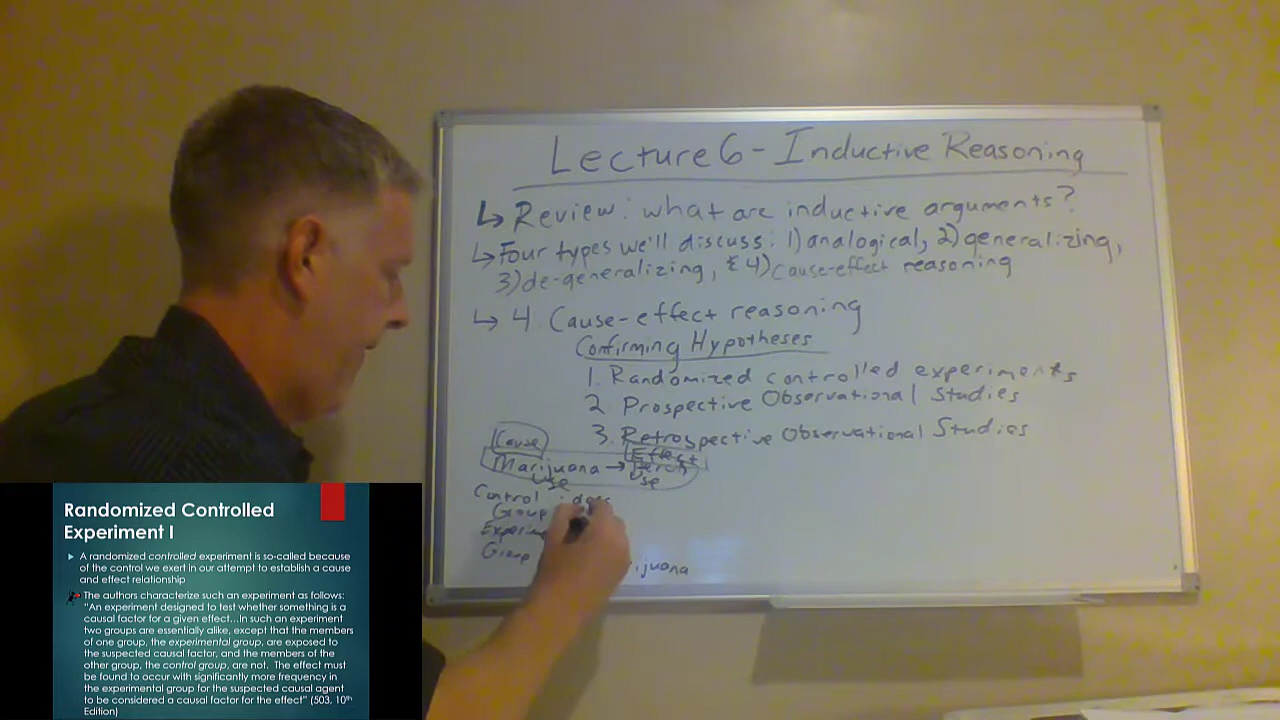 Lecture 6 - Inductive Reasoning
↳ Review: what are inductive arguments?
↳ Four types we'll discuss: 1) analogical, 2) generalizing,
3) de-generalizing, & 4) cause-effect reasoning
↳ 4 Cause-effect reasoning
Confirming Hypotheses
1. Randomized controlled experiments
2 Prospective Observational Studies
3. Retrospective Observational Studies
Cause Effect
Marijuana →
Use Use
Control : does
Group
Group
Randomized Controlled
Experiment I
A randomized controlled experiment is so-called because
of the control we exert in our attempt to establish a cause
and effect relationship
The authors characterize such an experiment as follows:
"An experiment designed to test whether something is a
causal factor for a given effect…In such an experiment
two groups are essentially alike, except that the members
of one group, the experimental group, are exposed to
the suspected causal factor, and the members of the
other group, the control group, are not. The effect must
be found to occur with significantly more frequency in
the experimental group for the suspected causal agent
to be considered a causal factor for the effect" (503, 10th
Edition)